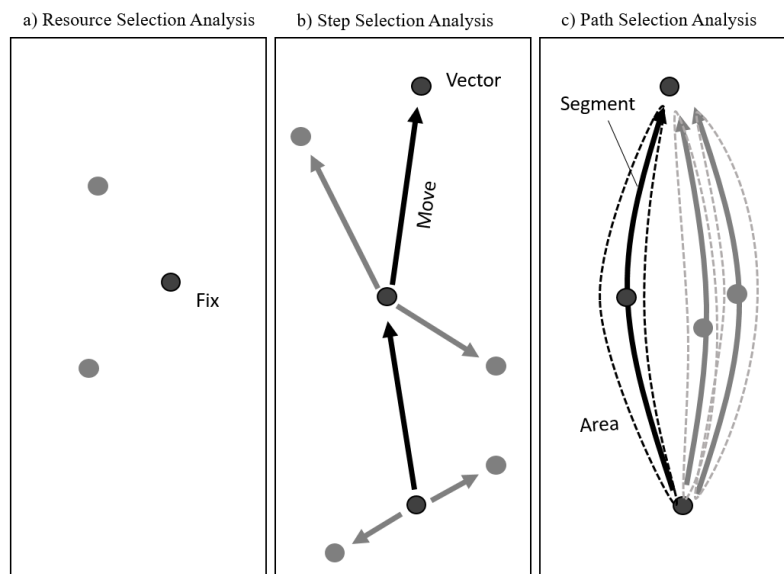 a) Resource Selection Analysis
b) Step Selection Analysis
c) Path Selection Analysis
Fix
Vector
Move
Segment
Area